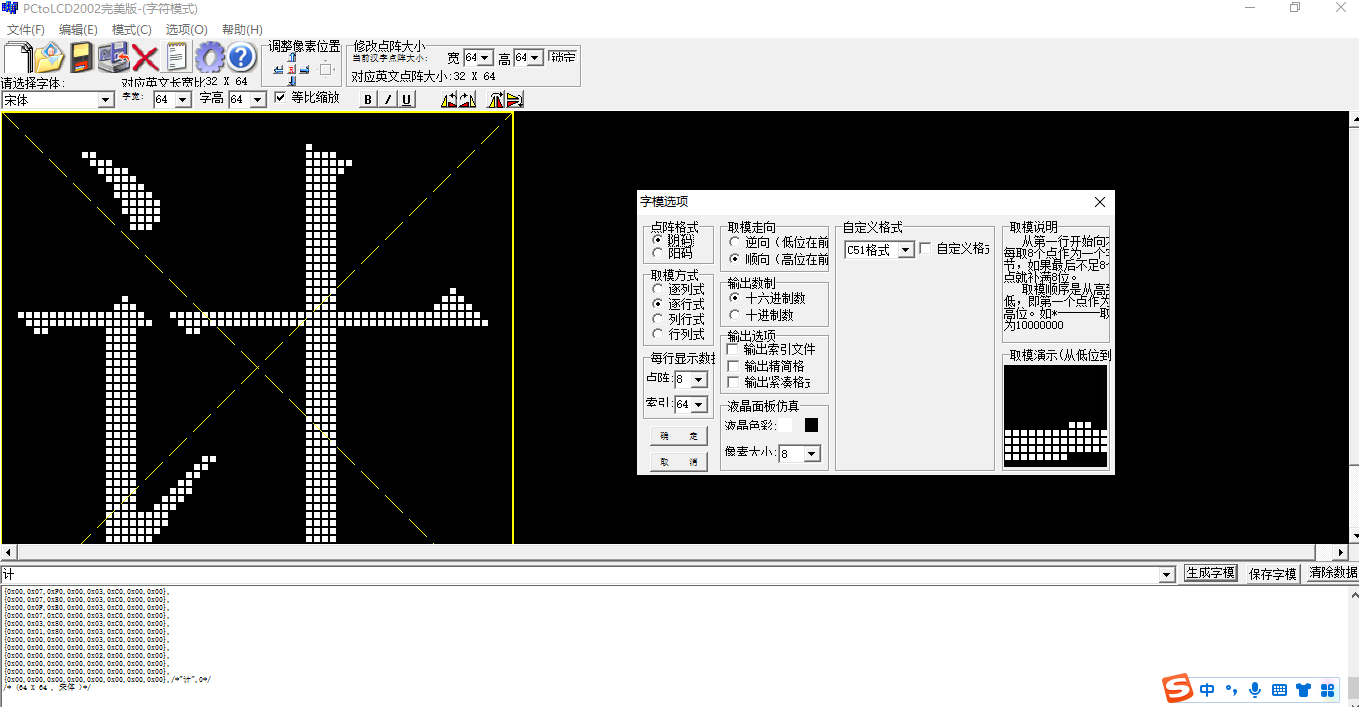 PCtoLCD2002完美版-(字符模式)
文件(F) 编辑(E) 模式(C) 选项(O) 帮助(H)
调整像素位置
修改点阵大小
当前汉字点阵大小: 宽 64 高 64 锁定
对应英文点阵大小:32 X 64
请选择字体: 对应英文长宽比32 X 64
宋体 字宽: 64 字高 64 等比缩放 B I U
字模选项
点阵格式
阴码
阳码
取模方式
逐列式
逐行式
列行式
行列式
每行显示数据
点阵: 8
索引: 64
确 定
取 消
取模走向
逆向（低位在前
顺向（高位在前
输出数制
十六进制数
十进制数
输出选项
输出索引文件
输出精简格
输出紧凑格式
液晶面板仿真
液晶色彩:
像素大小: 8
自定义格式
C51格式 自定义格式
取模说明
从第一行开始向
每取8个点作为一个字
节，如果最后不足8个
点就补满8位。
取模顺序是从高到
低，即第一个点作为
高位。如*———取
为10000000
取模演示(从低位到
计
生成字模 保存字模 清除数据
{0x00,0x07,0xF0,0x00,0x03,0xC0,0x00,0x00},
{0x00,0x07,0xE0,0x00,0x03,0xC0,0x00,0x00},
{0x00,0x0F,0xE0,0x00,0x03,0xC0,0x00,0x00},
{0x00,0x07,0xC0,0x00,0x03,0xC0,0x00,0x00},
{0x00,0x03,0x80,0x00,0x03,0xC0,0x00,0x00},
{0x00,0x01,0x80,0x00,0x03,0xC0,0x00,0x00},
{0x00,0x00,0x00,0x00,0x03,0xC0,0x00,0x00},
{0x00,0x00,0x00,0x00,0x03,0xC0,0x00,0x00},
{0x00,0x00,0x00,0x00,0x02,0x00,0x00,0x00},
{0x00,0x00,0x00,0x00,0x00,0x00,0x00,0x00},
{0x00,0x00,0x00,0x00,0x00,0x00,0x00,0x00},
{0x00,0x00,0x00,0x00,0x00,0x00,0x00,0x00},/*"计",0*/
/* (64 X 64 , 宋体 )*/
中